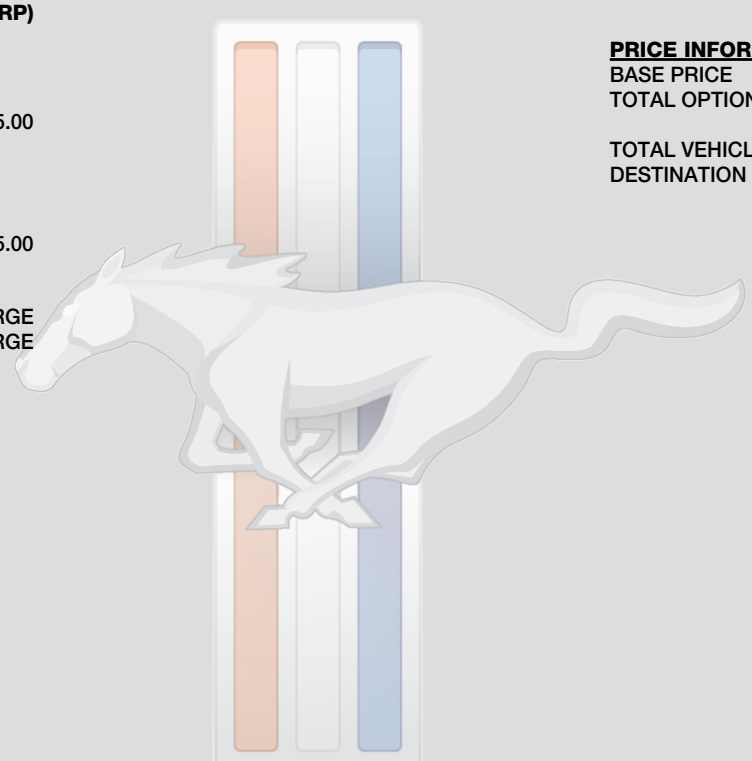 RP)
5.00
5.00
RGE
RGE
PRICE INFOR
BASE PRICE
TOTAL OPTION
TOTAL VEHICL
DESTINATION